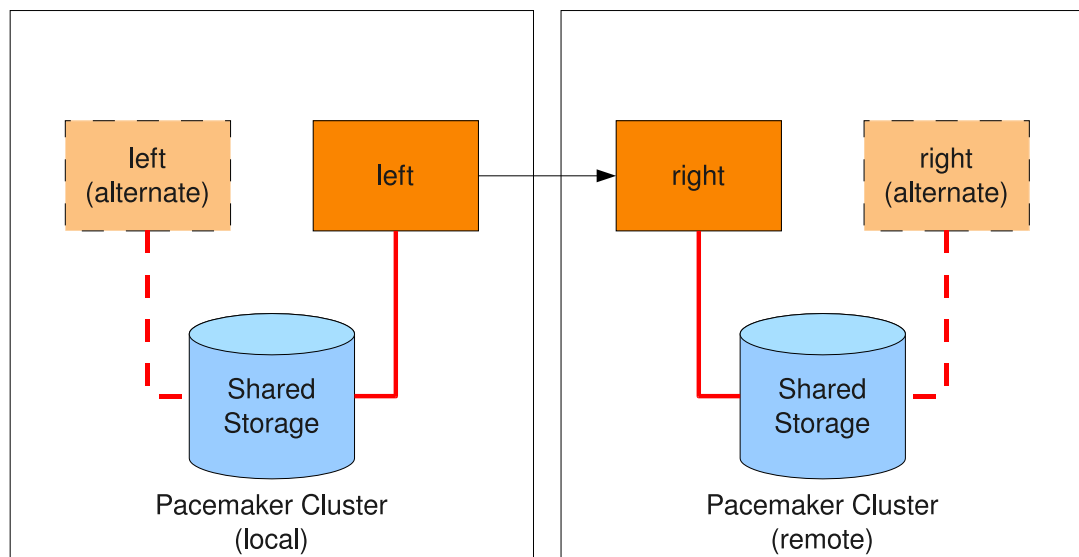 left
(alternate)
left
right
right
(alternate)
Shared
Storage
Shared
Storage
Pacemaker Cluster
(local)
Pacemaker Cluster
(remote)